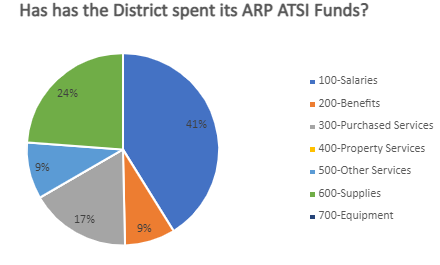 Has has the District spent its ARP ATSI Funds?
24%
41%
9%
17%
9%
100-Salaries
200-Benefits
300-Purchased Services
400-Property Services
500-Other Services
600-Supplies
700-Equipment